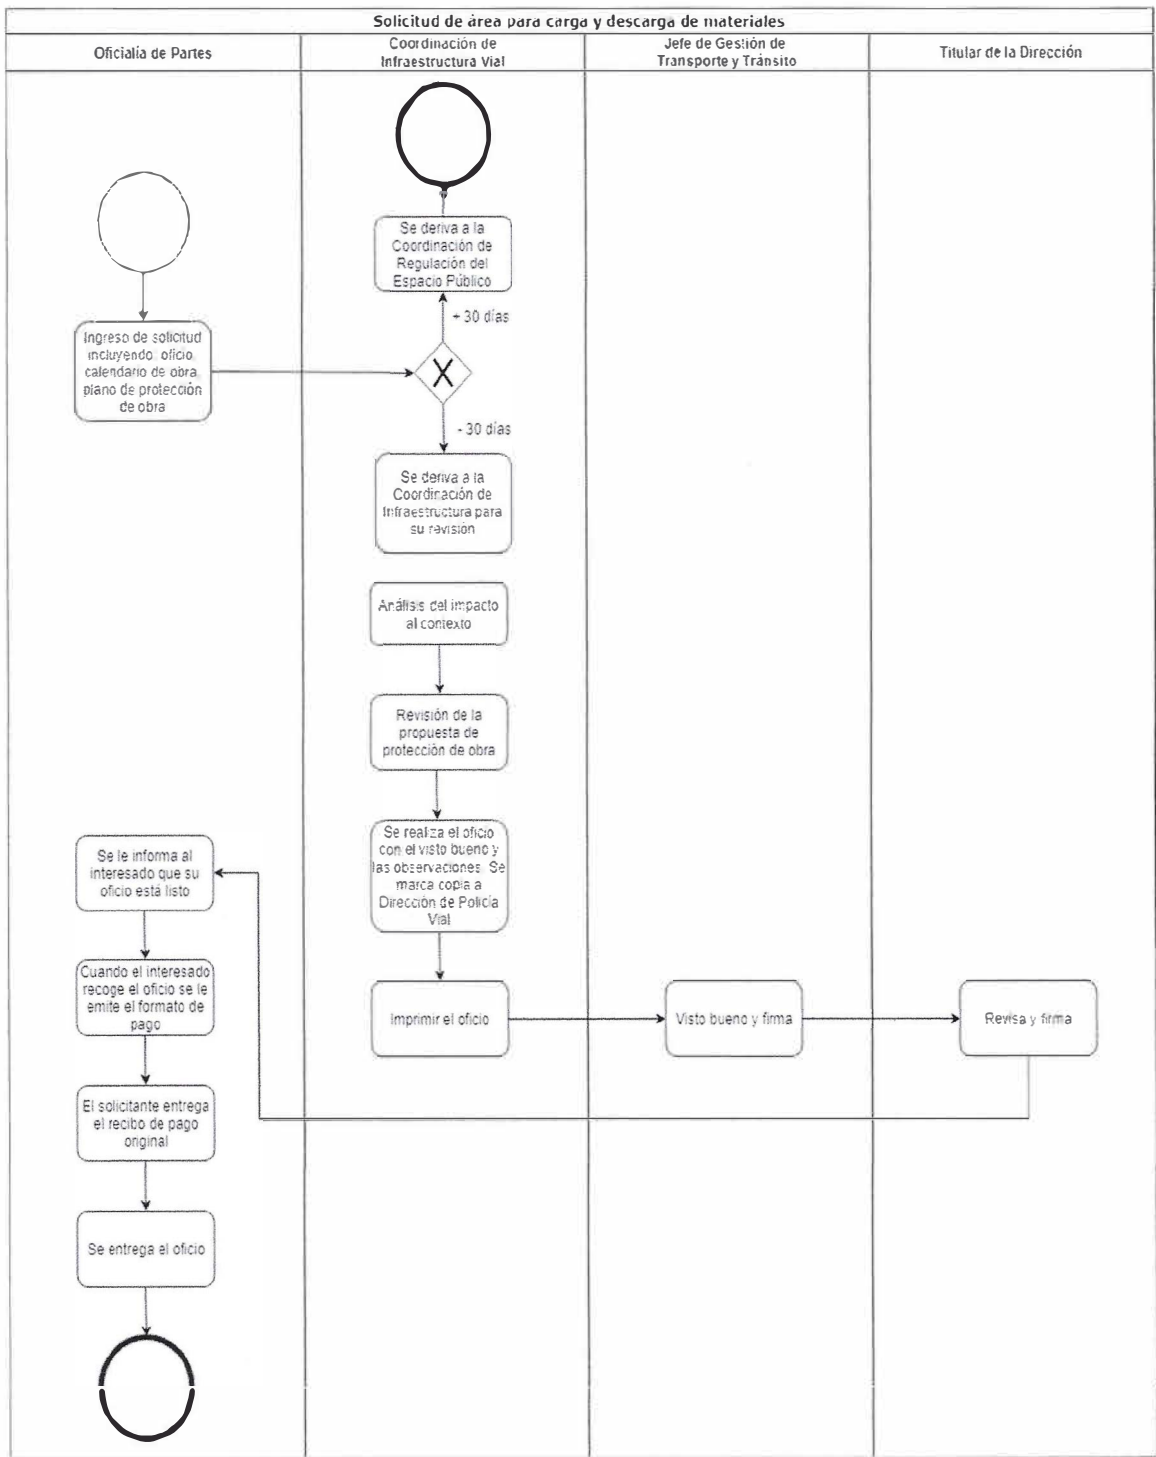 Solicitud de área para carga y descarga de materiales
Oficialía de Partes
Coordinación de
Infraestructura Vial
Jefe de Gestión de
Transporte y Tránsito
Titular de la Dirección
Se deriva a la
Coordinación de
Regulación del
Espacio Público
+ 30 días
Ingreso de solicitud
incluyendo: oficio,
calendario de obra,
plano de protección
de obra
- 30 días
Se deriva a la
Coordinación de
Infraestructura para
su revisión
Análisis del impacto
al contexto
Revisión de la
propuesta de
protección de obra
Se realiza el oficio
con el visto bueno y
las observaciones. Se
marca copia a
Dirección de Policía
Vial
Se le informa al
interesado que su
oficio está listo
Cuando el interesado
recoge el oficio se le
emite el formato de
pago
Imprimir el oficio
Visto bueno y firma
Revisa y firma
El solicitante entrega
el recibo de pago
original
Se entrega el oficio